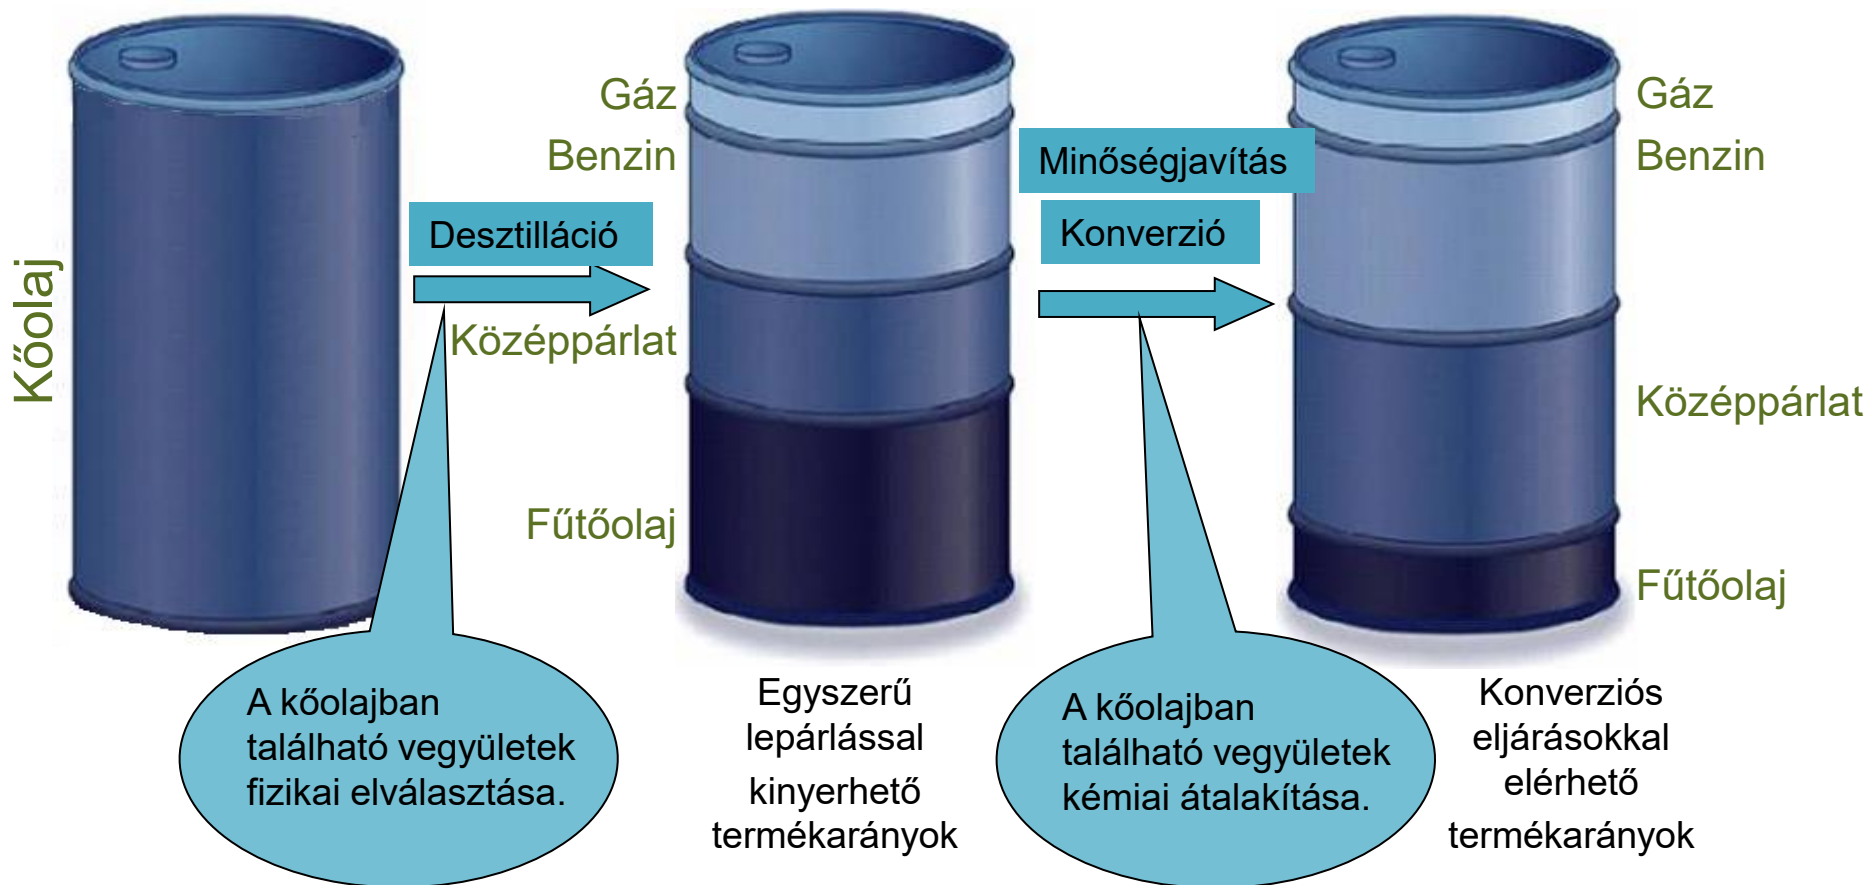 Kőolaj
Desztilláció
A kőolajban
található vegyületek
fizikai elválasztása.
Gáz
Benzin
Középpárlat
Fűtőolaj
Egyszerű
lepárlással
kinyerhető
termékarányok
Minőségjavítás
Konverzió
A kőolajban
található vegyületek
kémiai átalakítása.
Gáz
Benzin
Középpárlat
Fűtőolaj
Konverziós
eljárásokkal
elérhető
termékarányok